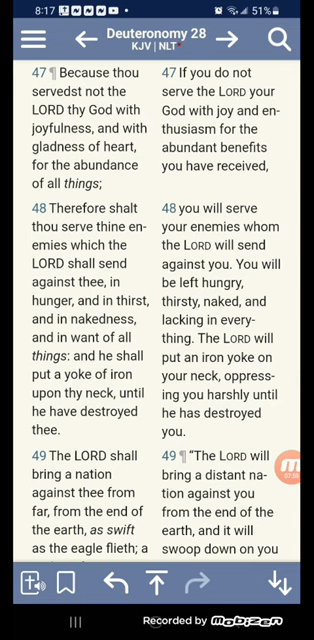 8:17 51%
Deuteronomy 28
KJV | NLT*
47 ¶ Because thou
servedst not the
LORD thy God with
joyfulness, and with
gladness of heart,
for the abundance
of all things;
48 Therefore shalt
thou serve thine en-
emies which the
LORD shall send
against thee, in
hunger, and in thirst,
and in nakedness,
and in want of all
things: and he shall
put a yoke of iron
upon thy neck, until
he have destroyed
thee.
49 The LORD shall
bring a nation
against thee from
far, from the end of
the earth, as swift
as the eagle flieth; a
47 If you do not
serve the LORD your
God with joy and en-
thusiasm for the
abundant benefits
you have received,
48 you will serve
your enemies whom
the LORD will send
against you. You will
be left hungry,
thirsty, naked, and
lacking in every-
thing. The LORD will
put an iron yoke on
your neck, oppress-
ing you harshly until
he has destroyed
you.
49 ¶ “The LORD will
bring a distant na-
tion against you
from the end of the
earth, and it will
swoop down on you
Recorded by mobizen